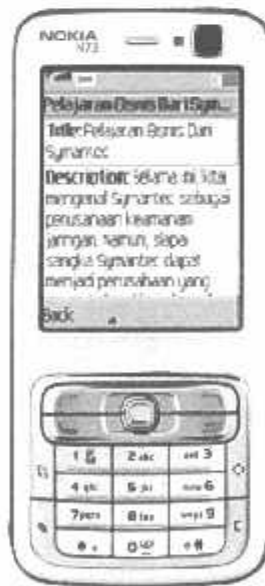 NOKIA
N73
Pelajaran Bisnis Dari Sym...
Title: Pelajaran Bisnis Dari
Symantec
Description: Selama ini kita
mengenal Symantec sebagai
perusahaan keamanan
jaringan. Namun, siapa
sangka Symantec dapat
menjadi perusahaan yang
Back
1
2 abc
def 3
4 ghi
5 jkl
mno 6
7 pqrs
8 tuv
wxyz 9
0
#